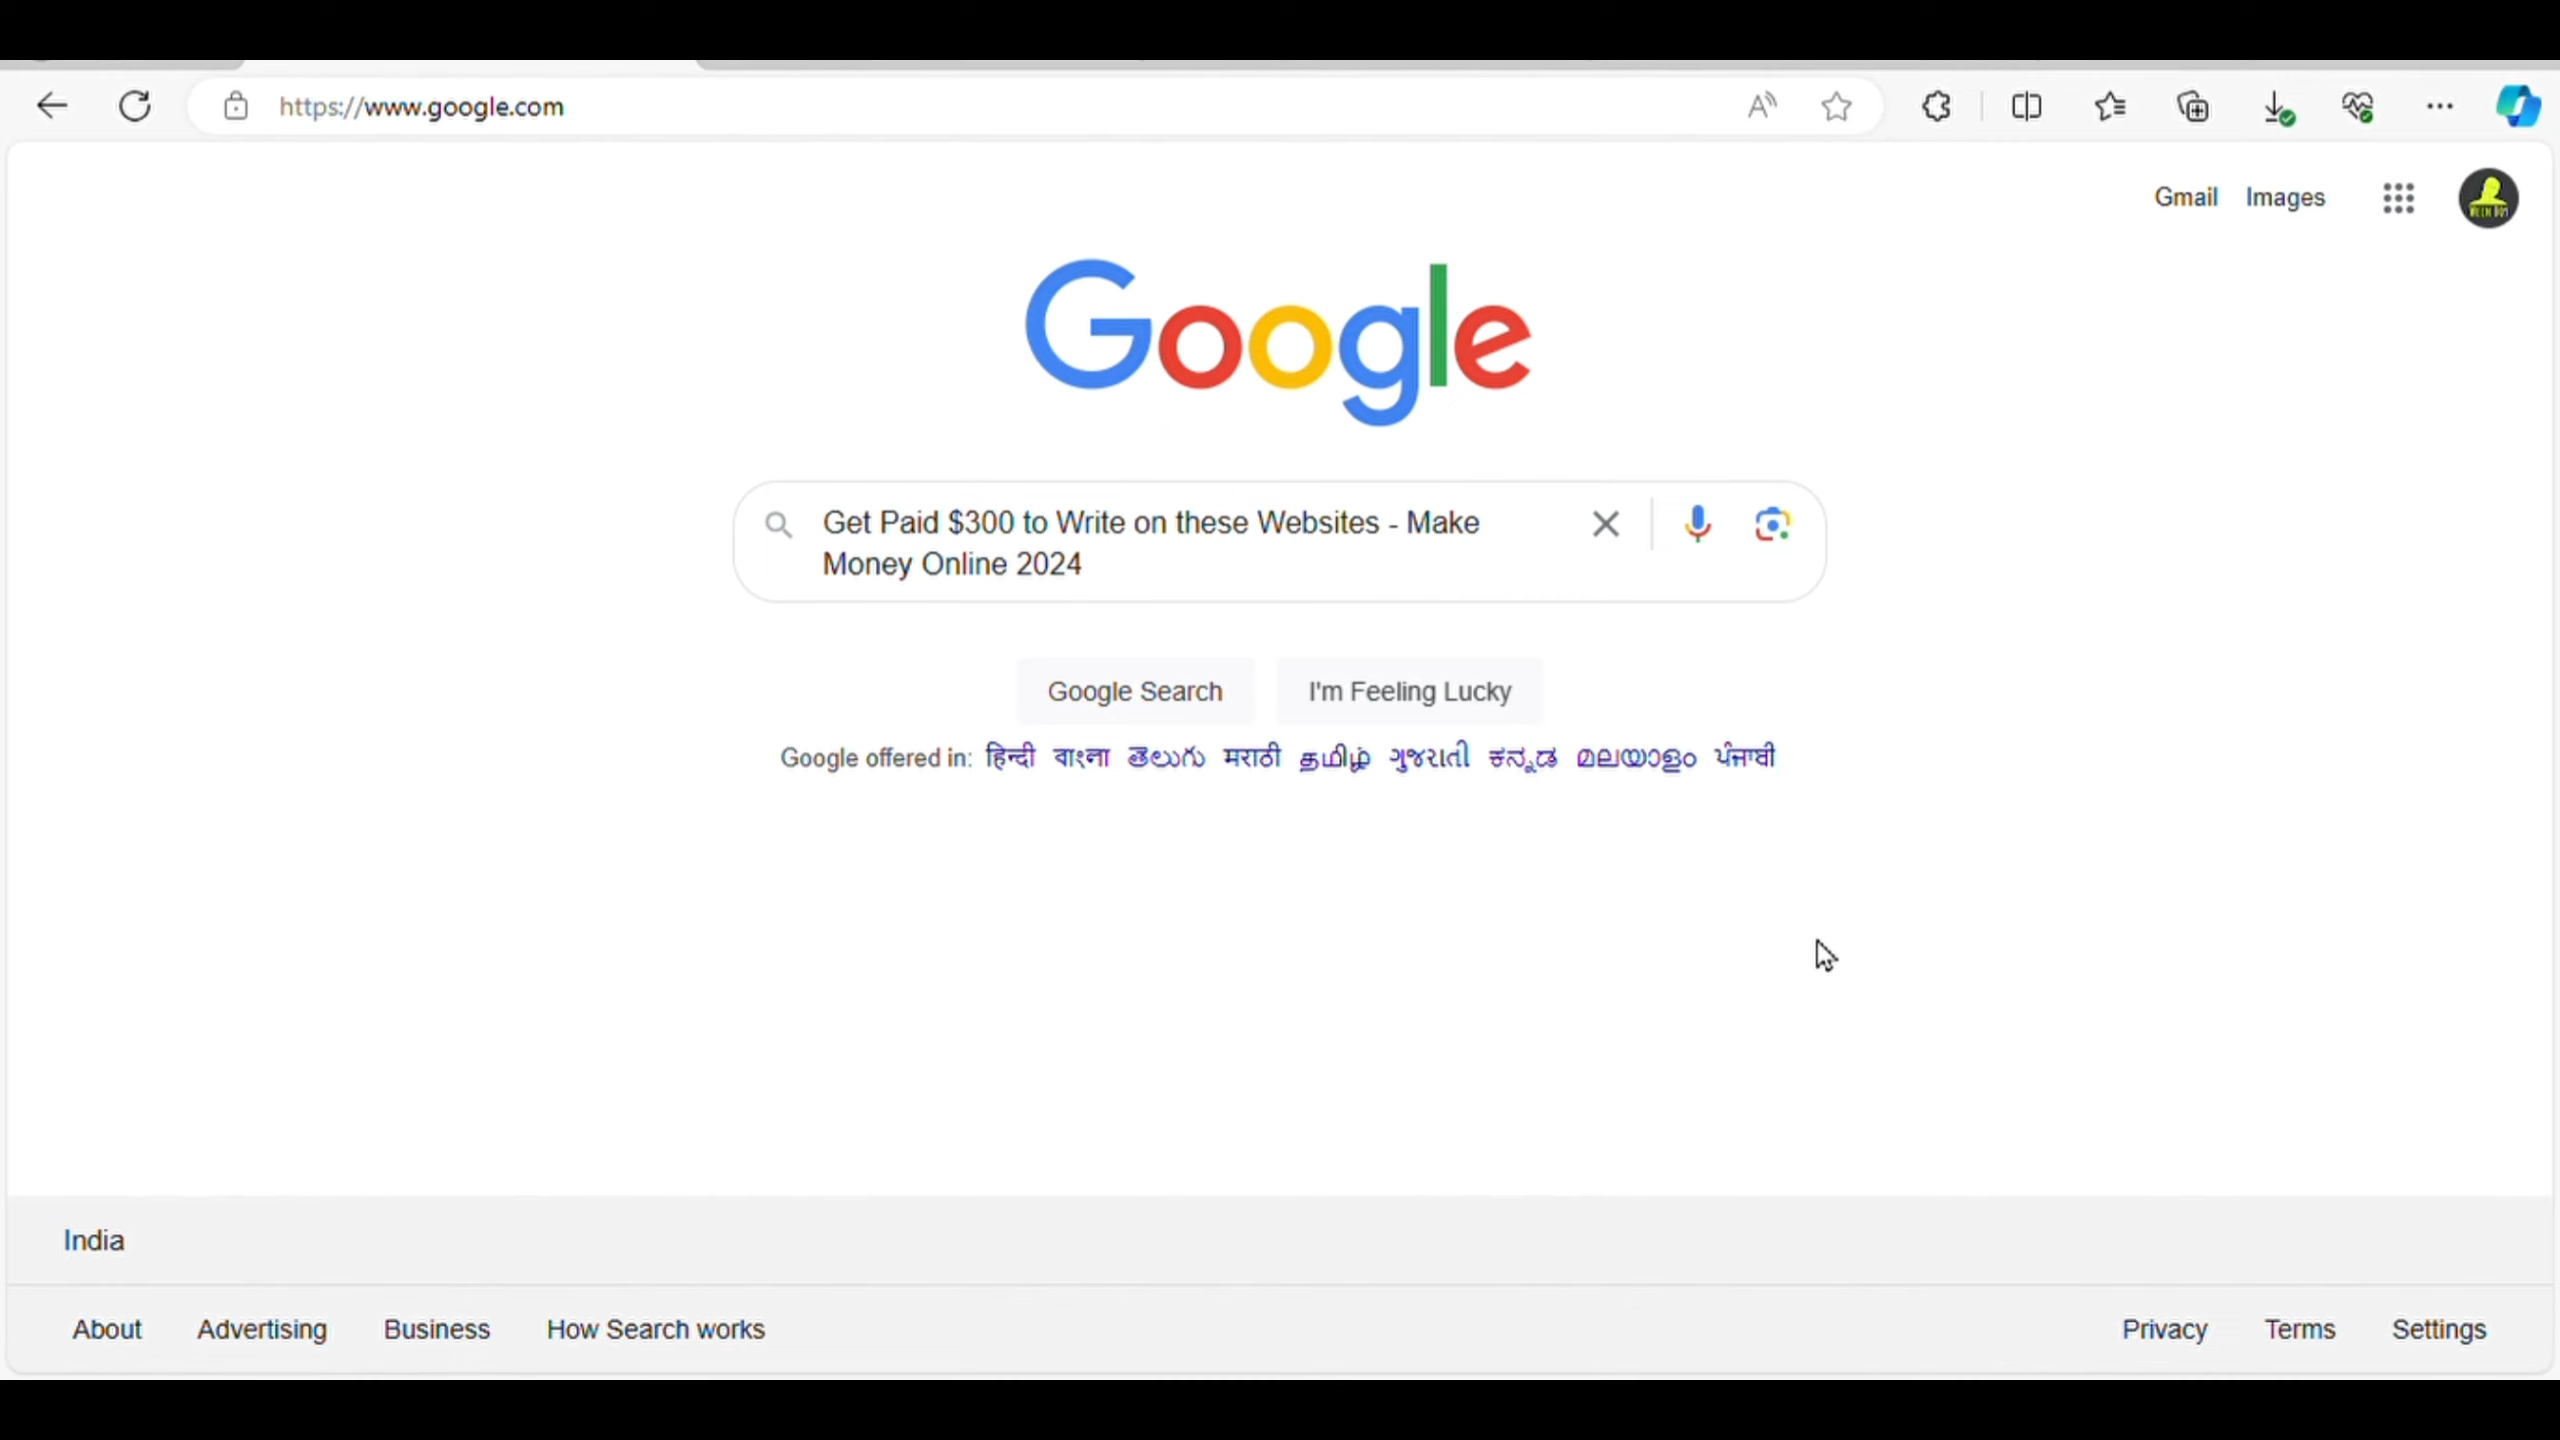 https://www.google.com
Gmail Images
Google
Get Paid $300 to Write on these Websites - Make
Money Online 2024
Google Search I'm Feeling Lucky
Google offered in: हिन्दी বাংলা తెలుగు मराठी தமிழ் ગુજરાતી ಕನ್ನಡ മലയാളം ਪੰਜਾਬੀ
India
About Advertising Business How Search works Privacy Terms Settings